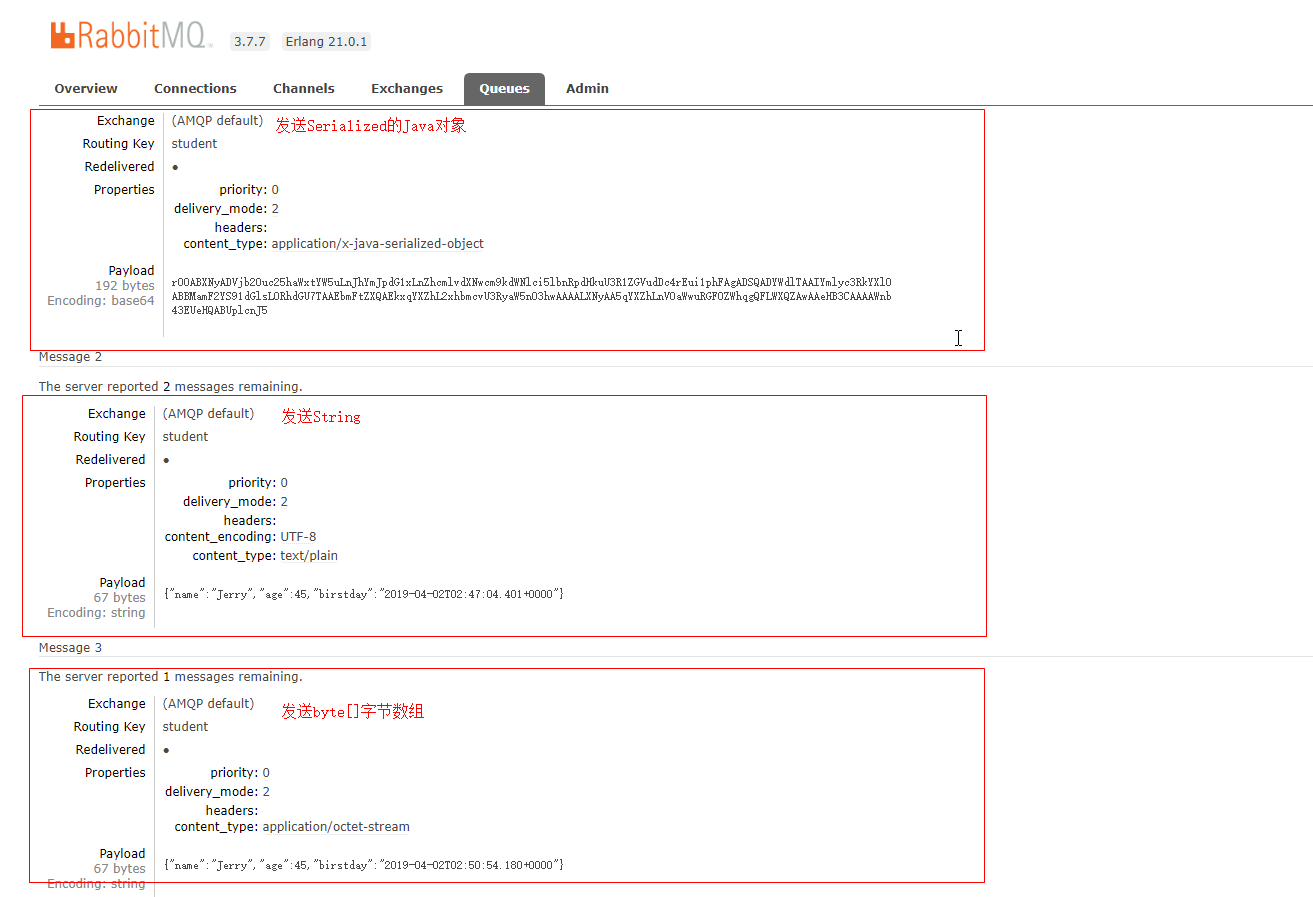 RabbitMQ. 3.7.7 Erlang 21.0.1
Overview Connections Channels Exchanges Queues Admin
Exchange (AMQP default) 发送Serialized的Java对象
Routing Key student
Redelivered ●
Properties priority: 0
delivery_mode: 2
headers:
content_type: application/x-java-serialized-object
Payload
192 bytes
Encoding: base64
Message 2
The server reported 2 messages remaining.
Exchange (AMQP default) 发送String
Routing Key student
Redelivered ●
Properties priority: 0
delivery_mode: 2
headers:
content_encoding: UTF-8
content_type: text/plain
Payload
67 bytes
Encoding: string
{"name":"Jerry","age":45,"birstday":"2019-04-02T02:47:04.401+0000"}
Message 3
The server reported 1 messages remaining.
Exchange (AMQP default) 发送byte[]字节数组
Routing Key student
Redelivered ●
Properties priority: 0
delivery_mode: 2
headers:
content_type: application/octet-stream
Payload
67 bytes
Encoding: string
{"name":"Jerry","age":45,"birstday":"2019-04-02T02:50:54.180+0000"}